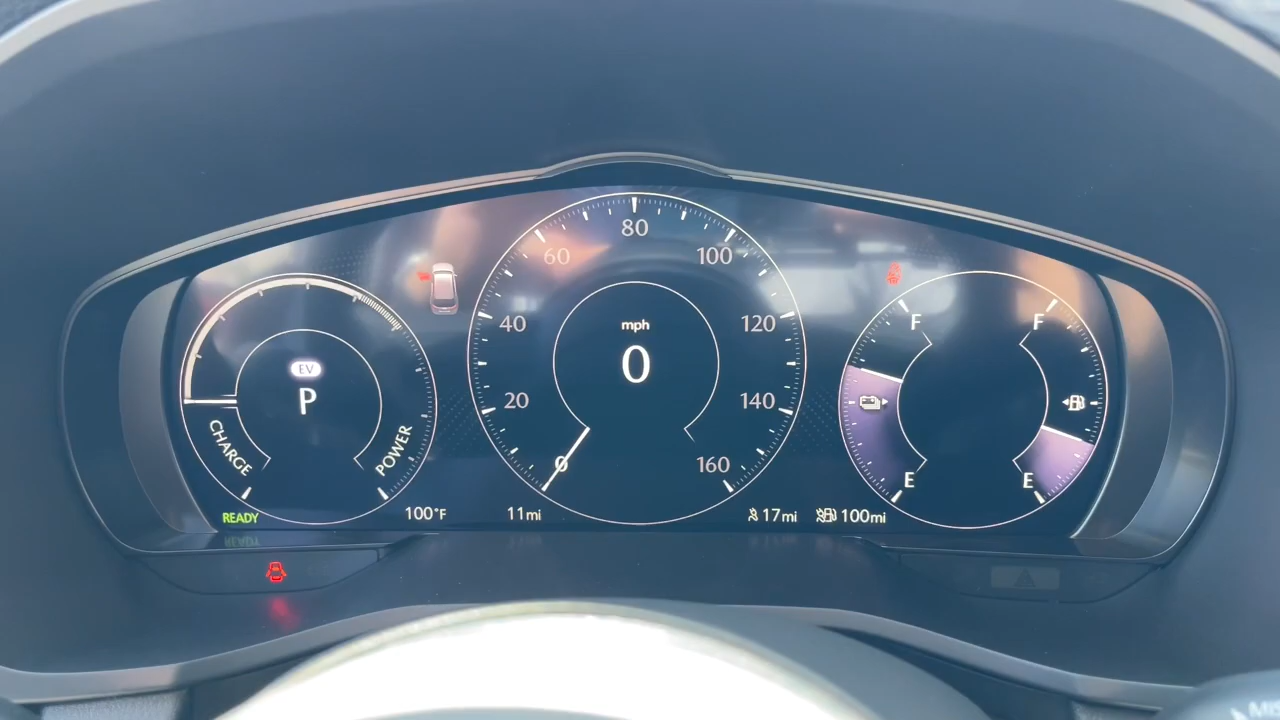 80
60
100
40
mph
120
F
F
0
EV
P
20
140
CHARGE
POWER
0
160
E
E
READY
100°F
11mi
17mi
100mi